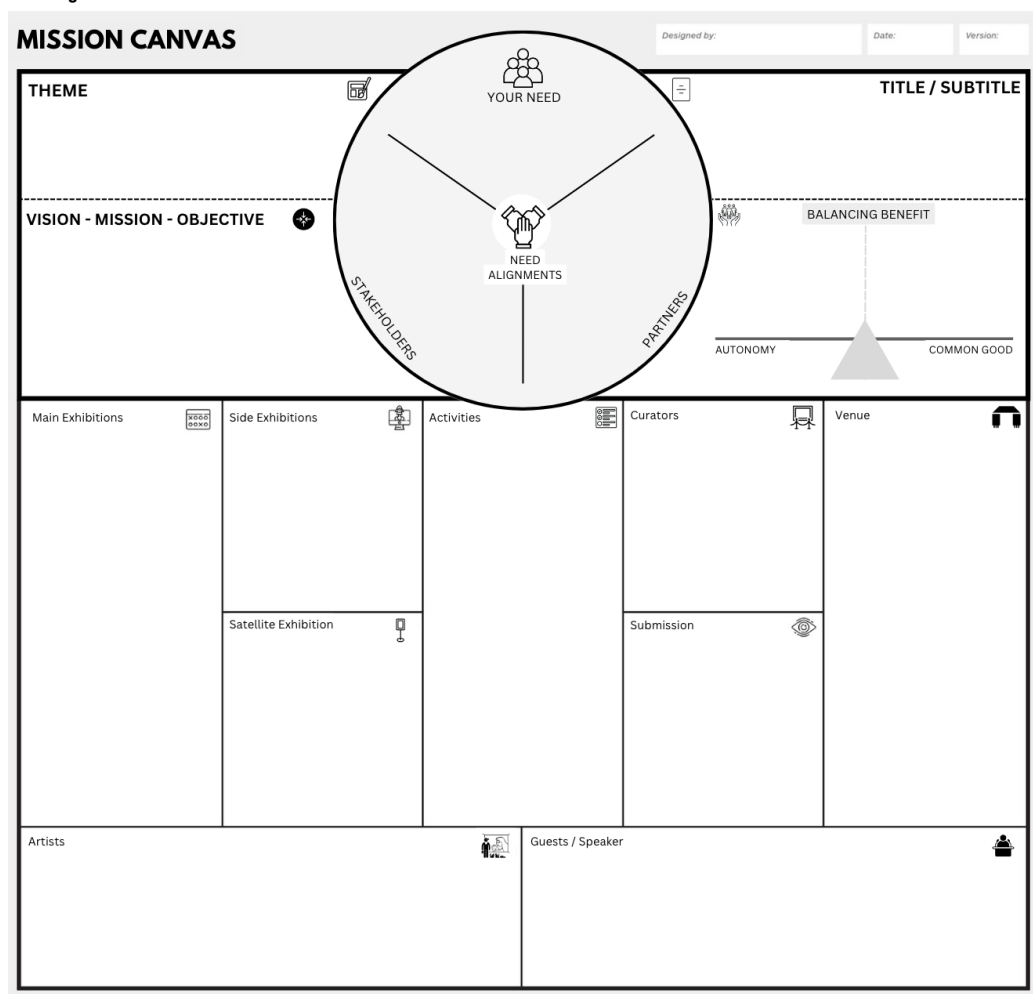 MISSION CANVAS
Designed by:
Date:
Version:
THEME
YOUR NEED
TITLE / SUBTITLE
VISION - MISSION - OBJECTIVE
NEED
ALIGNMENTS
STAKEHOLDERS
PARTNERS
BALANCING BENEFIT
AUTONOMY
COMMON GOOD
Main Exhibitions
Side Exhibitions
Activities
Curators
Venue
Satellite Exhibition
Submission
Artists
Guests / Speaker